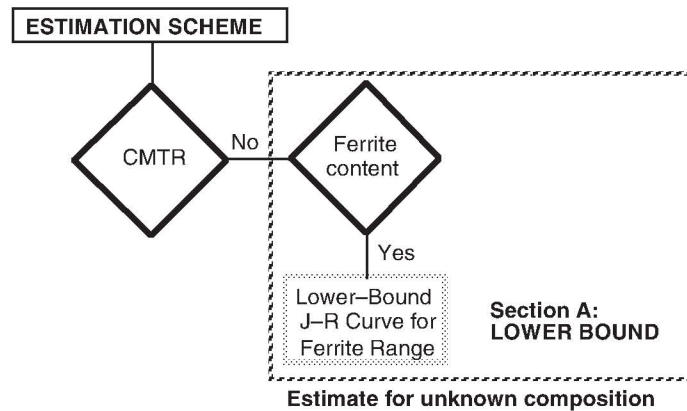 ESTIMATION SCHEME
CMTR
No
Ferrite
content
Yes
Lower–Bound
J–R Curve for
Ferrite Range
Section A:
LOWER BOUND
Estimate for unknown composition